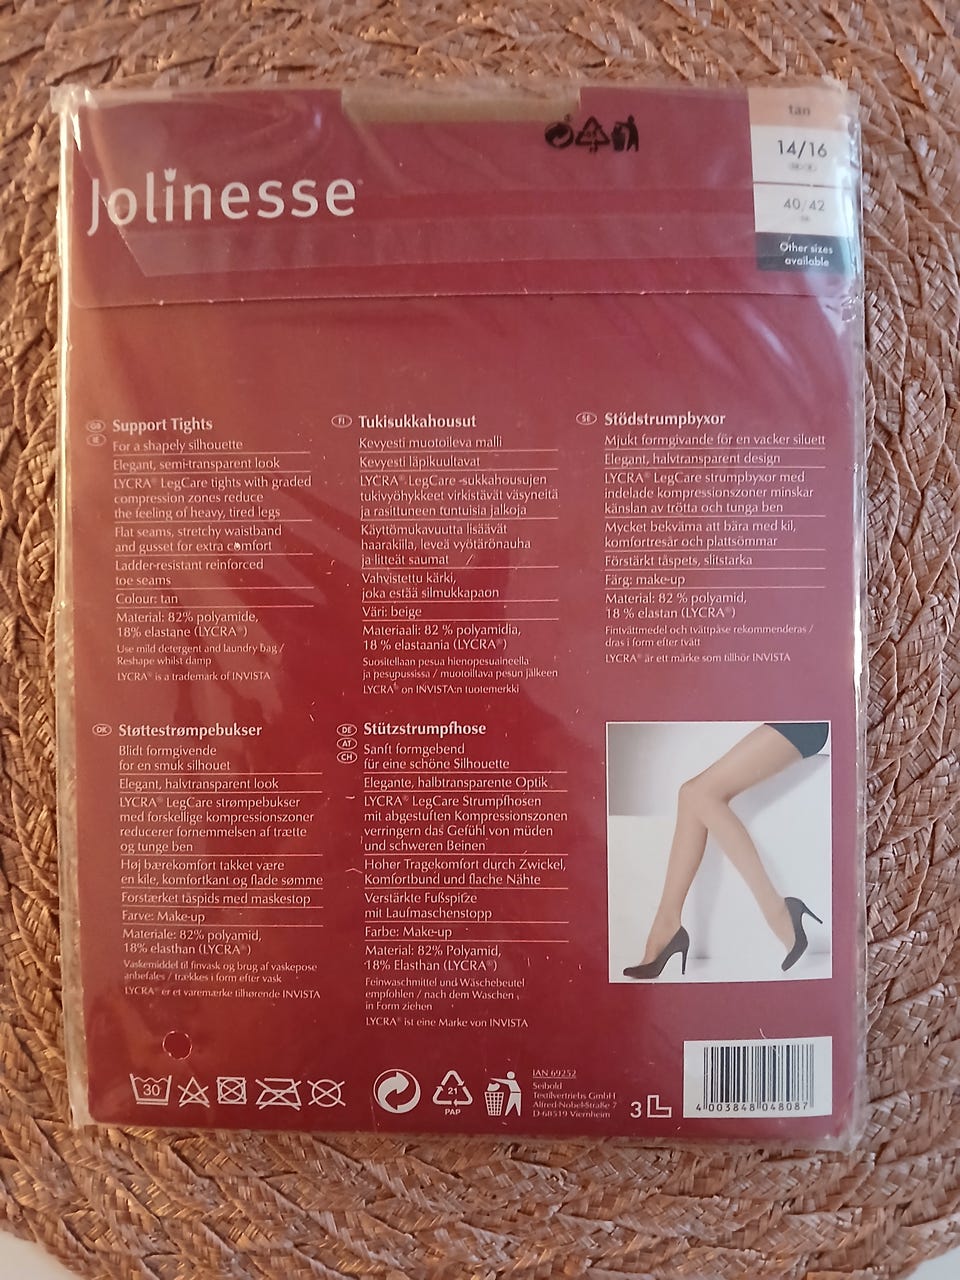 tan
14/16
Jolinesse
40/42
Other sizes
available
GB
IE
Support Tights
For a shapely silhouette
Elegant, semi-transparent look
LYCRA® LegCare tights with graded
compression zones reduce
the feeling of heavy, tired legs
Flat seams, stretchy waistband
and gusset for extra comfort
Ladder-resistant reinforced
toe seams
Colour: tan
Material: 82% polyamide,
18% elastane (LYCRA®)
Use mild detergent and laundry bag /
Reshape whilst damp
LYCRA® is a trademark of INVISTA
FI
Tukisukkahousut
Kevyesti muotoileva malli
Kevyesti läpikuultavat
LYCRA® LegCare -sukkahousujen
tukivyöhykkeet virkistävät väsyneitä
ja rasittuneen tuntuisia jalkoja
Käyttömukavuutta lisäävät
haarakiila, leveä vyötärönauha
ja litteät saumat
Vahvistettu kärki,
joka estää silmukkapaon
Väri: beige
Materiaali: 82 % polyamidia,
18 % elastaania (LYCRA®)
Suositellaan pesua hienopesuaineella
ja pesupussissa / muotoiltava pesun jälkeen
LYCRA® on INVISTA:n tuotemerkki
SE
Stödstrumpbyxor
Mjukt formgivande för en vacker siluett
Elegant, halvtransparent design
LYCRA® LegCare strumpbyxor med
indelade kompressionszoner minskar
känslan av trötta och tunga ben
Mycket bekväma att bära med kil,
komfortresår och plattsömmar
Förstärkt tåspets, slitstarka
Färg: make-up
Material: 82 % polyamid,
18 % elastan (LYCRA®)
Fintvättmedel och tvättpåse rekommenderas /
dras i form efter tvätt
LYCRA® är ett märke som tillhör INVISTA
DK
Støttestrømpebukser
Blidt formgivende
for en smuk silhouet
Elegant, halvtransparent look
LYCRA® LegCare strømpebukser
med forskellige kompressionszoner
reducerer fornemmelsen af trætte
og tunge ben
Høj bærekomfort takket være
en kile, komfortkant og flade sømme
Forstærket tåspids med maskestop
Farve: Make-up
Materiale: 82% polyamid,
18% elasthan (LYCRA®)
Vaskemiddel til finvask og brug af vaskepose
anbefales / trækkes i form efter vask
LYCRA® er et varemærke tilhørende INVISTA
DE
AT
CH
Stützstrumpfhose
Sanft formgebend
für eine schöne Silhouette
Elegante, halbtransparente Optik
LYCRA® LegCare Strumpfhosen
mit abgestuften Kompressionszonen
verringern das Gefühl von müden
und schweren Beinen
Hoher Tragekomfort durch Zwickel,
Komfortbund und flache Nähte
Verstärkte Fußspitze
mit Laufmaschenstopp
Farbe: Make-up
Material: 82% Polyamid,
18% Elasthan (LYCRA®)
Feinwaschmittel und Wäschebeutel
empfohlen / nach dem Waschen
in Form ziehen
LYCRA® ist eine Marke von INVISTA
30
21
PAP
IAN 69252
Seibold
Textilvertriebs GmbH
Alfred-Nobel-Straße 7
D-68519 Viernheim
3L
4 003848 048087